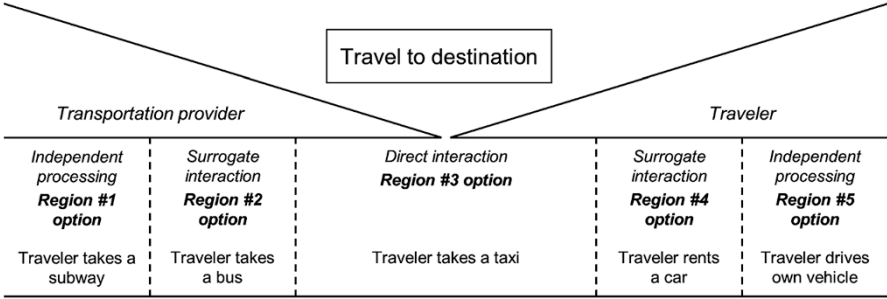 Travel to destination
Transportation provider
Traveler
Independent
processing
Region #1
option
Traveler takes a
subway
Surrogate
interaction
Region #2
option
Traveler takes
a bus
Direct interaction
Region #3 option
Traveler takes a taxi
Surrogate
interaction
Region #4
option
Traveler rents
a car
Independent
processing
Region #5
option
Traveler drives
own vehicle